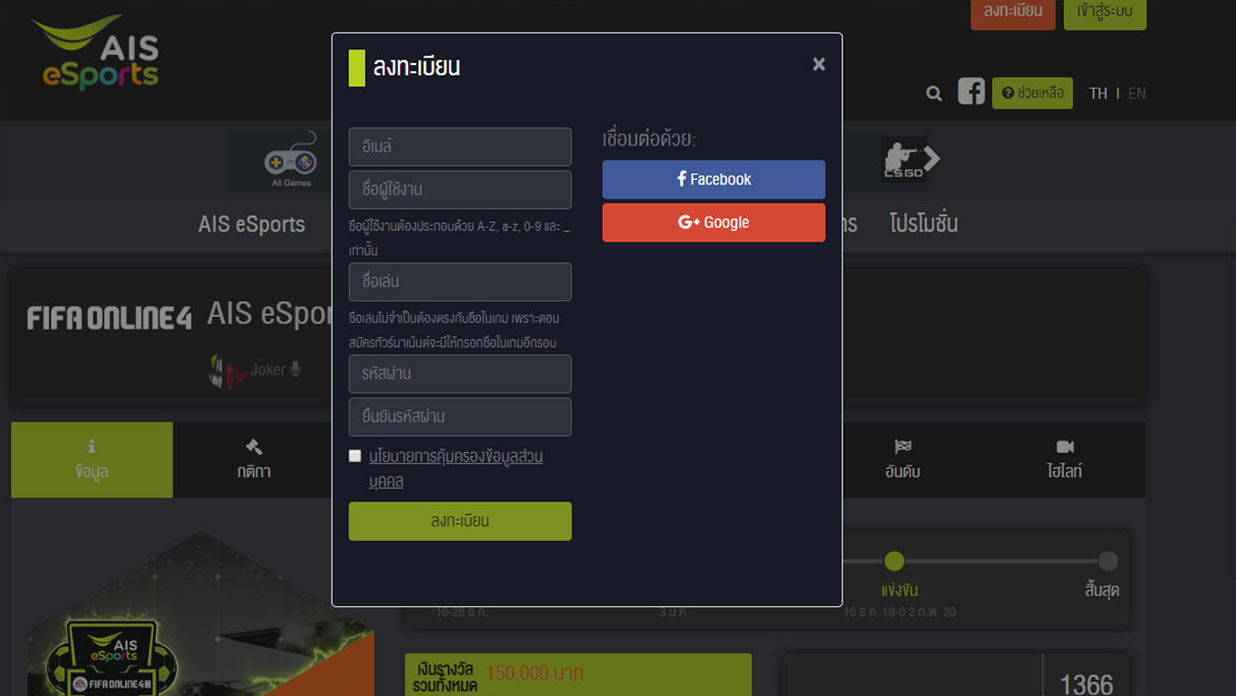 ลงทะเบียน
เข้าสู่ระบบ
AIS
eSports
ช่วยเหลือ
TH | EN
All Games
CS GO
AIS eSports
โปรโมชั่น
FIFA ONLINE 4
AIS eSpor
Joker
ข้อมูล
กติกา
อันดับ
ไฮไลท์
ลงทะเบียน
×
อีเมล์
ชื่อผู้ใช้งาน
ชื่อผู้ใช้งานต้องประกอบด้วย A-Z, a-z, 0-9 และ _
เท่านั้น
ชื่อเล่น
ชื่อเล่นไม่จำเป็นต้องตรงกับชื่อในเกม เพราะตอน
สมัครทัวร์นาเม้นต์จะมีให้กรอกชื่อในเกมอีกรอบ
รหัสผ่าน
ยืนยันรหัสผ่าน
นโยบายการคุ้มครองข้อมูลส่วน
บุคคล
ลงทะเบียน
เชื่อมต่อด้วย:
Facebook
G+ Google
แข่งขัน
สิ้นสุด
16-26 ธ.ค.
3 ม.ค.
16 ธ.ค. 19-0 2 ก.พ. 20
AIS
eSports
FIFA ONLINE 4
เงินรางวัล
รวมทั้งหมด
150,000 บาท
1366